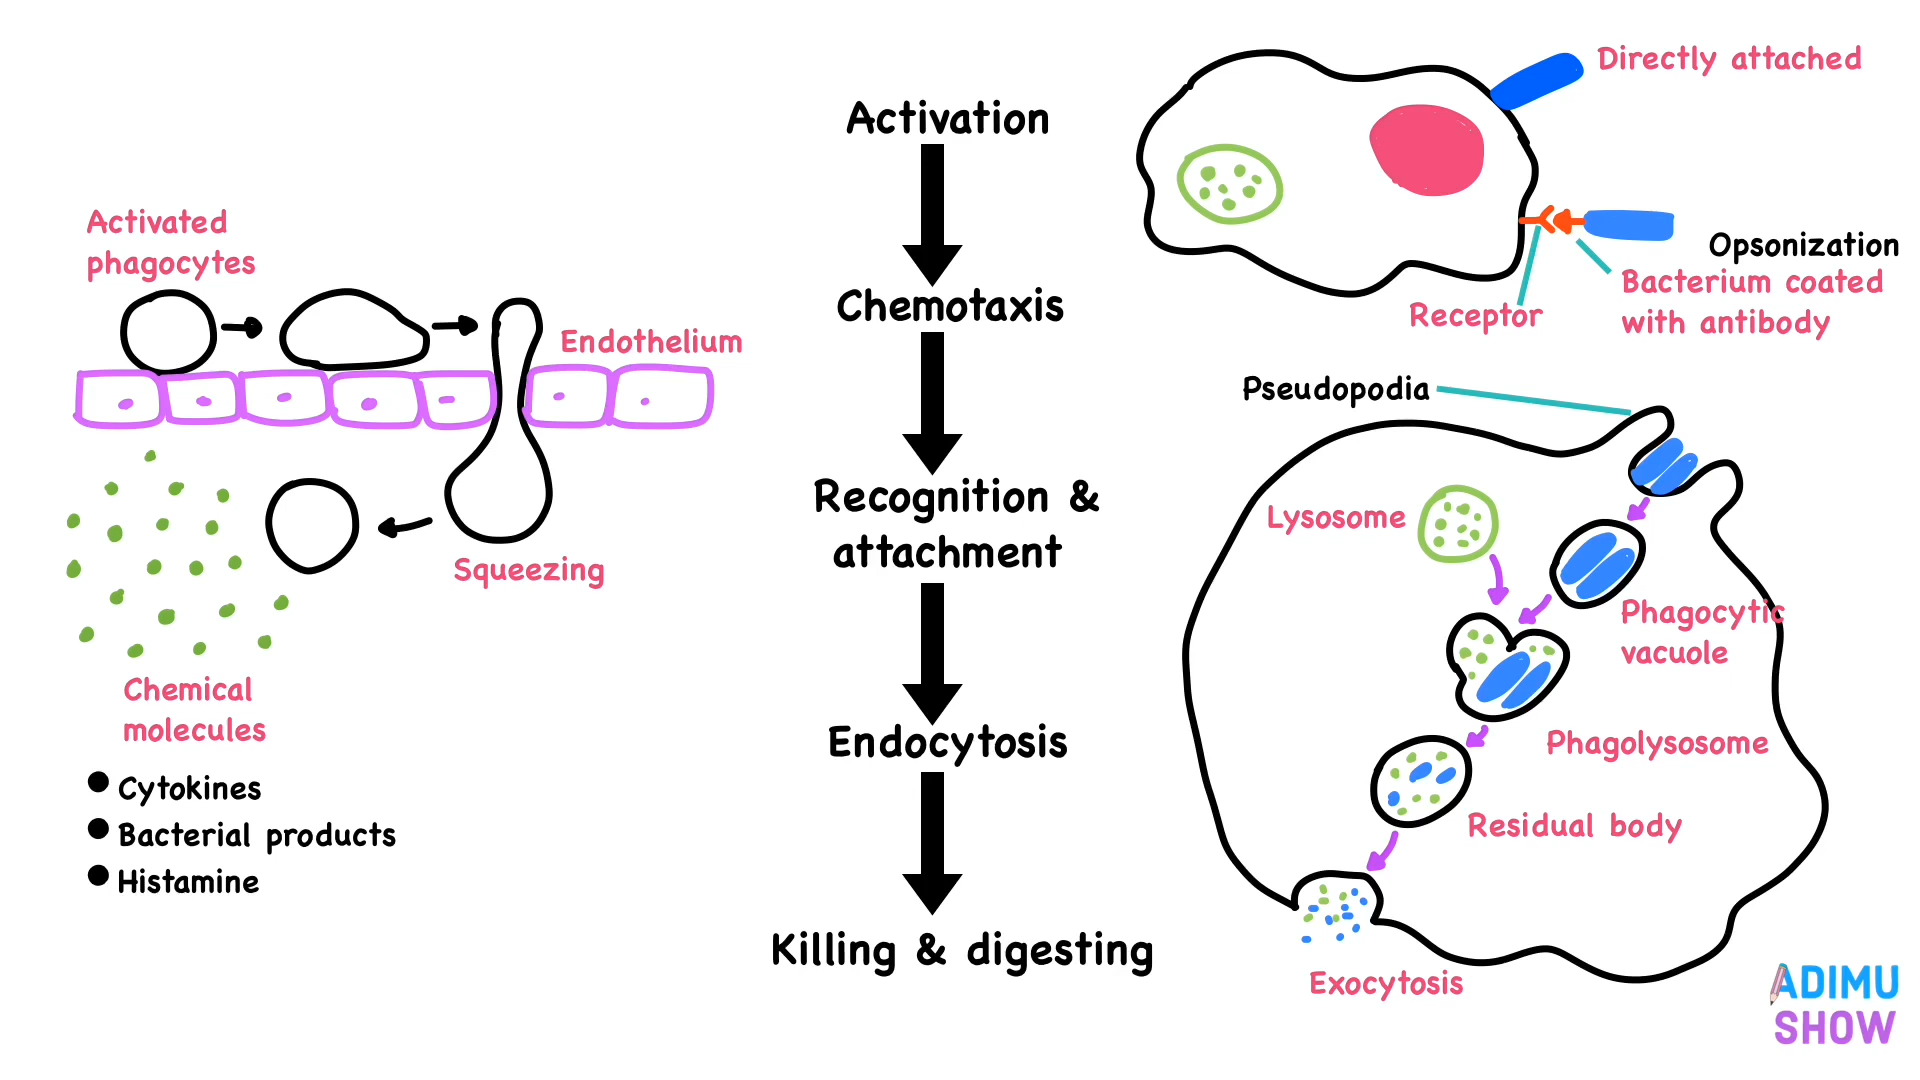 Activated
phagocytes
Endothelium
Squeezing
Chemical
molecules
Cytokines
Bacterial products
Histamine
Activation
Chemotaxis
Recognition &
attachment
Endocytosis
Killing & digesting
Directly attached
Opsonization
Bacterium coated
with antibody
Receptor
Pseudopodia
Lysosome
Phagocytic
vacuole
Phagolysosome
Residual body
Exocytosis
ADIMU
SHOW